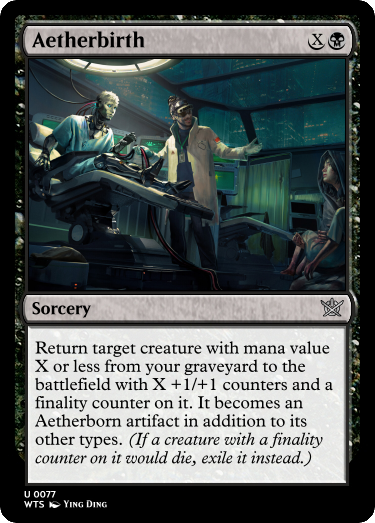 Aetherbirth X
Sorcery
Return target creature with mana value
X or less from your graveyard to the
battlefield with X +1/+1 counters and a
finality counter on it. It becomes an
Aetherborn artifact in addition to its
other types. (If a creature with a finality
counter on it would die, exile it instead.)
U 0077
WTS Ying Ding